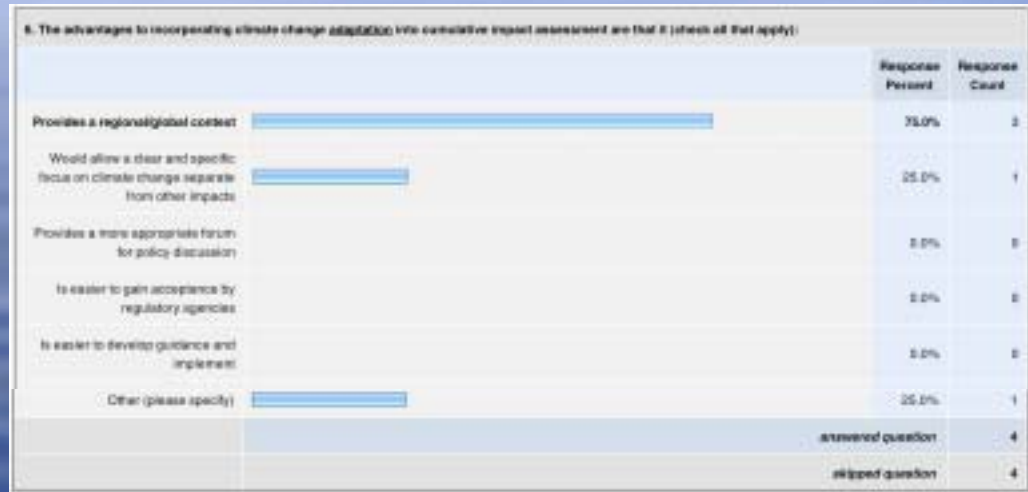 6. The advantages to incorporating climate change adaptation into cumulative impact assessment are that it (check all that apply):
Response Percent
Response Count
Provides a regional/global context 75.0% 3
Would allow a clear and specific
focus on climate change separate
from other impacts 25.0% 1
Provides a more appropriate forum
for policy discussion 0.0% 0
Is easier to gain acceptance by
regulatory agencies 0.0% 0
Is easier to develop guidance and
implement 0.0% 0
Other (please specify) 25.0% 1
answered question 4
skipped question 4